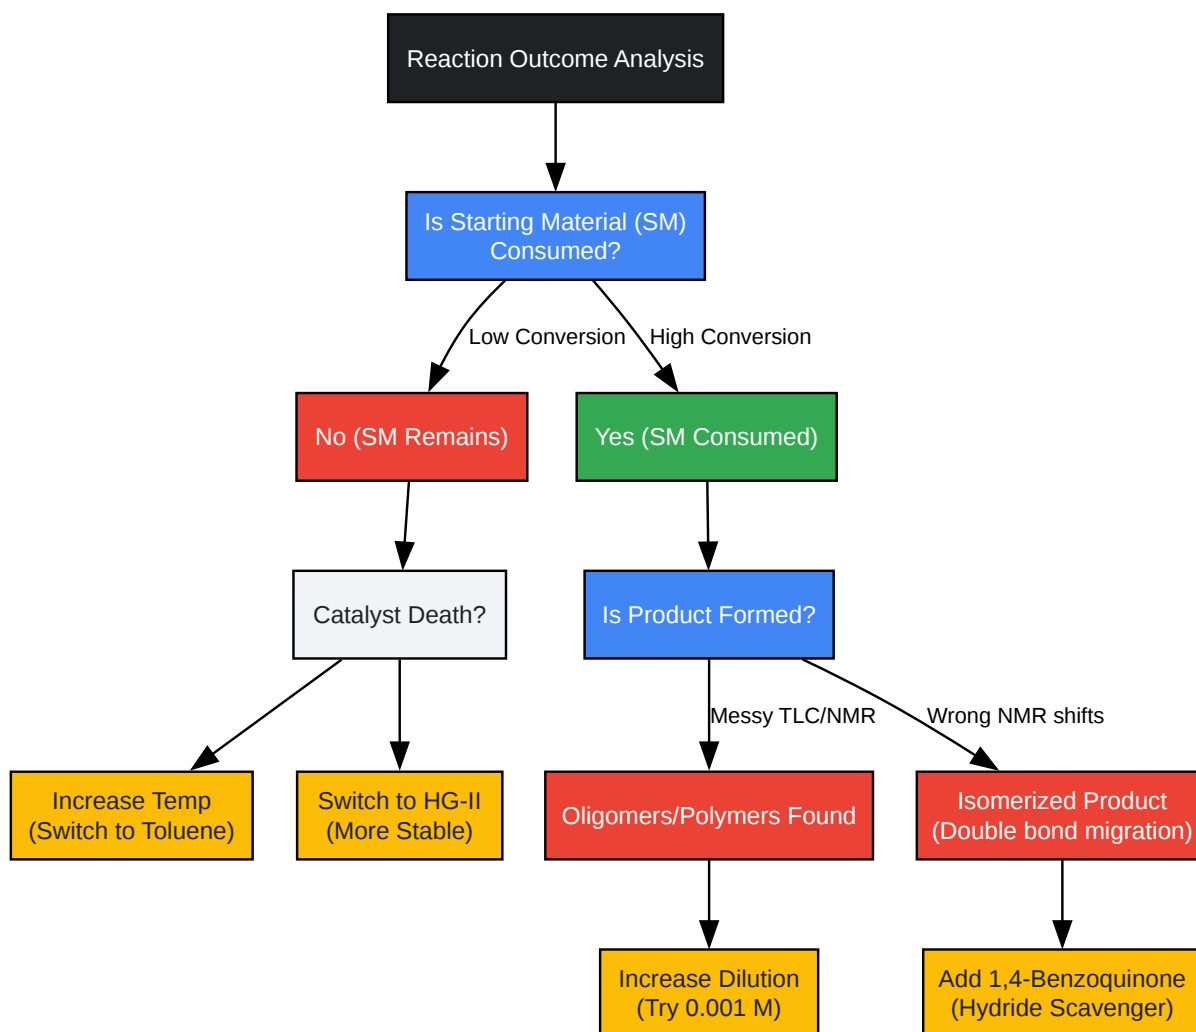 Reaction Outcome Analysis
Is Starting Material (SM)
Consumed?
Low Conversion
High Conversion
No (SM Remains)
Yes (SM Consumed)
Catalyst Death?
Is Product Formed?
Messy TLC/NMR
Wrong NMR shifts
Increase Temp
(Switch to Toluene)
Switch to HG-II
(More Stable)
Oligomers/Polymers Found
Isomerized Product
(Double bond migration)
Increase Dilution
(Try 0.001 M)
Add 1,4-Benzoquinone
(Hydride Scavenger)